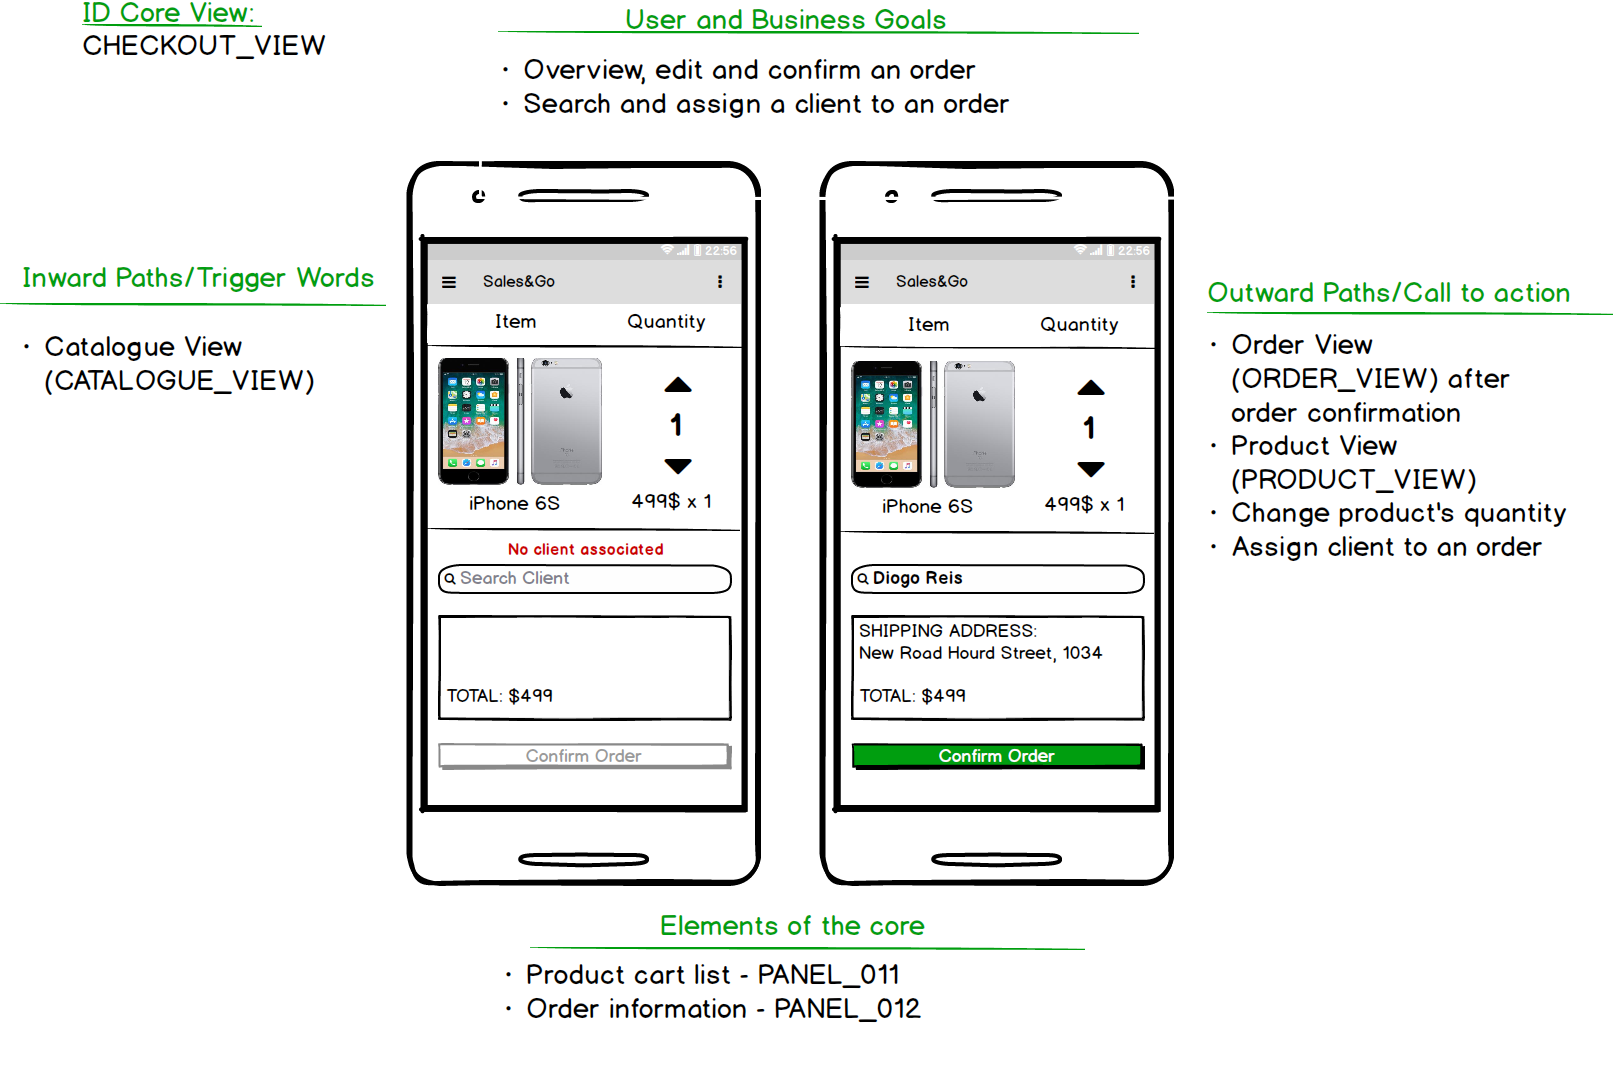 ID Core View:
CHECKOUT_VIEW
User and Business Goals
· Overview, edit and confirm an order
· Search and assign a client to an order
Inward Paths/Trigger Words
· Catalogue View
(CATALOGUE_VIEW)
22:56
Sales&Go
Item Quantity
1
iPhone 6S 499$ x 1
No client associated
Search Client
TOTAL: $499
Confirm Order
22:56
Sales&Go
Item Quantity
1
iPhone 6S 499$ x 1
Diogo Reis
SHIPPING ADDRESS:
New Road Hourd Street, 1034
TOTAL: $499
Confirm Order
Outward Paths/Call to action
· Order View
(ORDER_VIEW) after
order confirmation
· Product View
(PRODUCT_VIEW)
· Change product's quantity
· Assign client to an order
Elements of the core
· Product cart list - PANEL_011
· Order information - PANEL_012